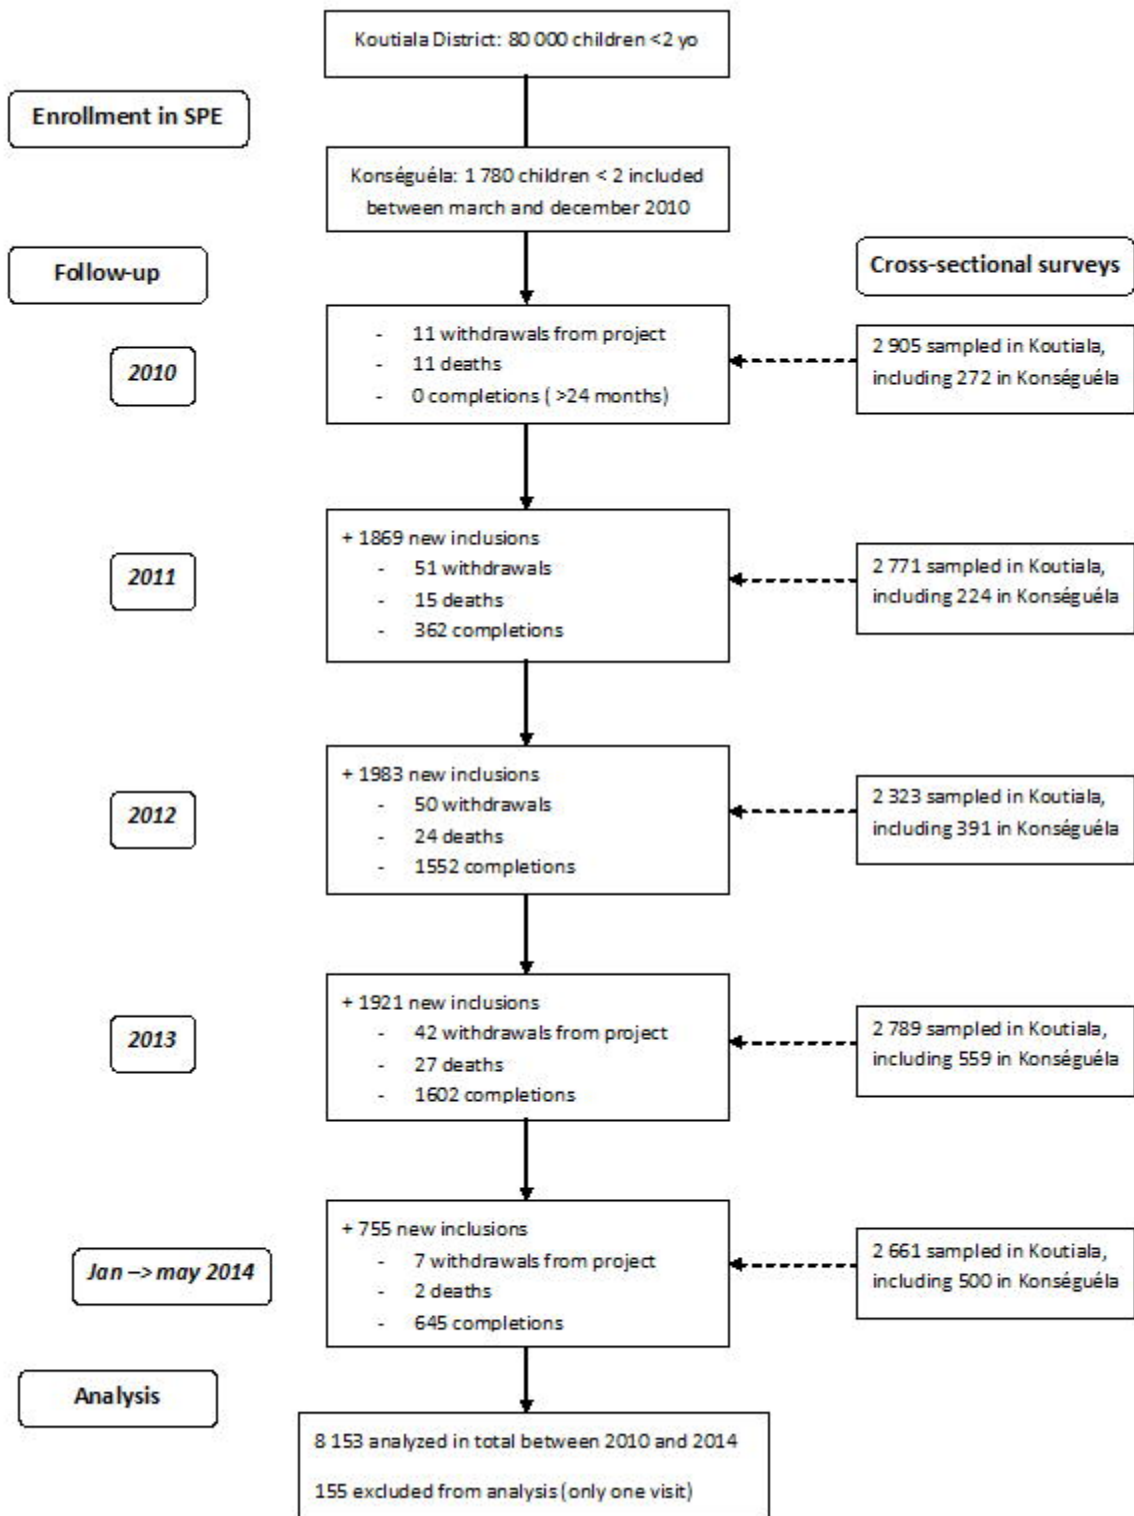 Koutiala District: 80 000 children <2 yo
Enrollment in SPE
Konséguéla: 1 780 children < 2 included
between march and december 2010
Follow-up
Cross-sectional surveys
2010
- 11 withdrawals from project
- 11 deaths
- 0 completions ( >24 months)
2 905 sampled in Koutiala,
including 272 in Konséguéla
2011
+ 1869 new inclusions
- 51 withdrawals
- 15 deaths
- 362 completions
2 771 sampled in Koutiala,
including 224 in Konséguéla
2012
+ 1983 new inclusions
- 50 withdrawals
- 24 deaths
- 1552 completions
2 323 sampled in Koutiala,
including 391 in Konséguéla
2013
+ 1921 new inclusions
- 42 withdrawals from project
- 27 deaths
- 1602 completions
2 789 sampled in Koutiala,
including 559 in Konséguéla
Jan –> may 2014
+ 755 new inclusions
- 7 withdrawals from project
- 2 deaths
- 645 completions
2 661 sampled in Koutiala,
including 500 in Konséguéla
Analysis
8 153 analyzed in total between 2010 and 2014
155 excluded from analysis (only one visit)